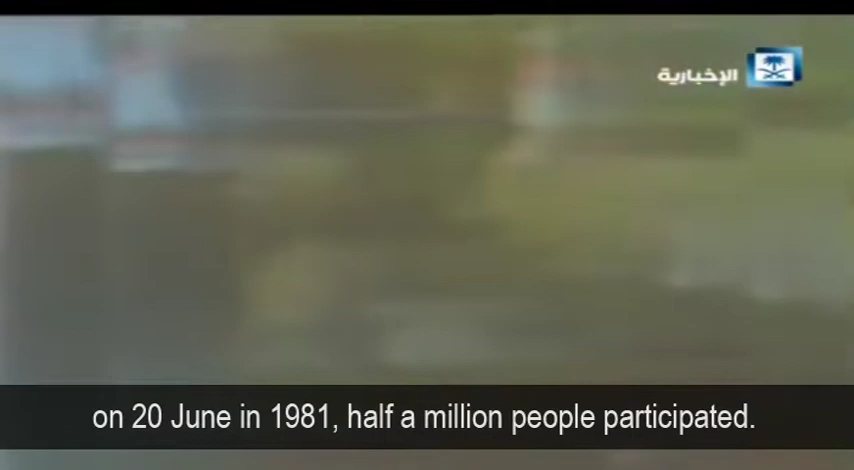 الإخبارية
on 20 June in 1981, half a million people participated.